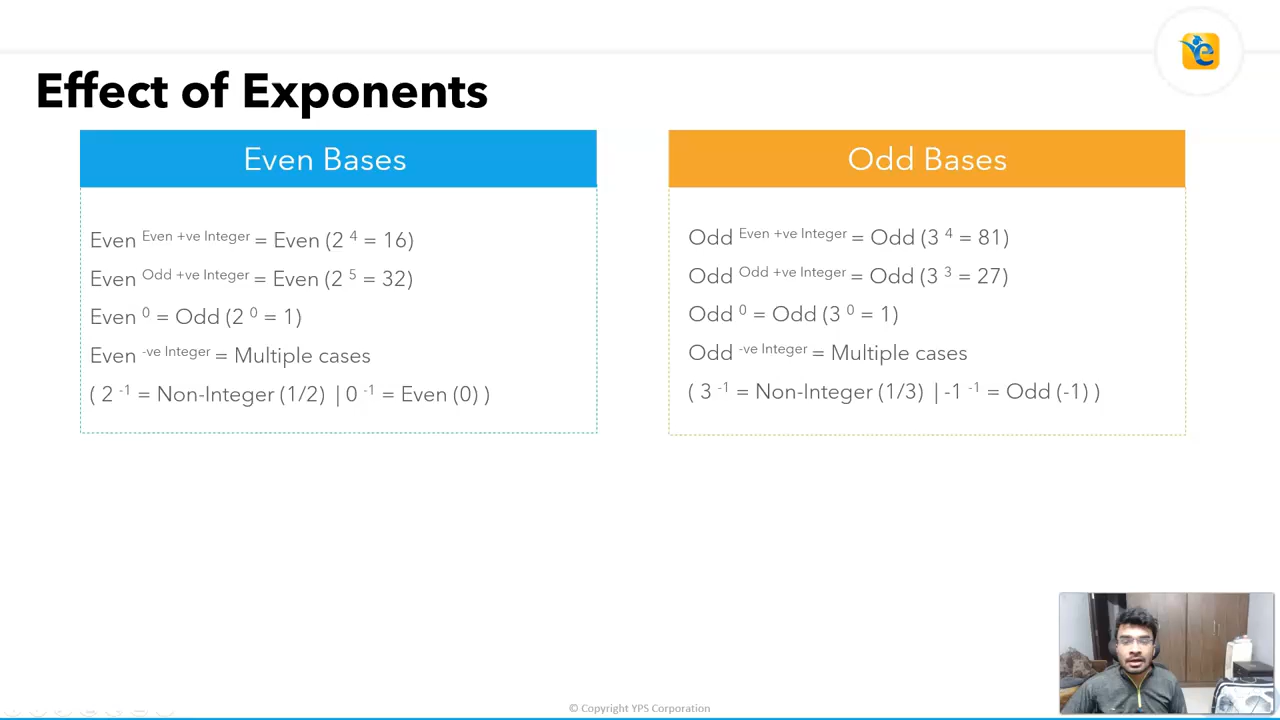 Effect of Exponents
Even Bases
Even Even +ve Integer = Even (2 4 = 16)
Even Odd +ve Integer = Even (2 5 = 32)
Even 0 = Odd (2 0 = 1)
Even -ve Integer = Multiple cases
( 2 -1 = Non-Integer (1/2) | 0 -1 = Even (0) )
Odd Bases
Odd Even +ve Integer = Odd (3 4 = 81)
Odd Odd +ve Integer = Odd (3 3 = 27)
Odd 0 = Odd (3 0 = 1)
Odd -ve Integer = Multiple cases
( 3 -1 = Non-Integer (1/3) | -1 -1 = Odd (-1) )
© Copyright YPS Corporation